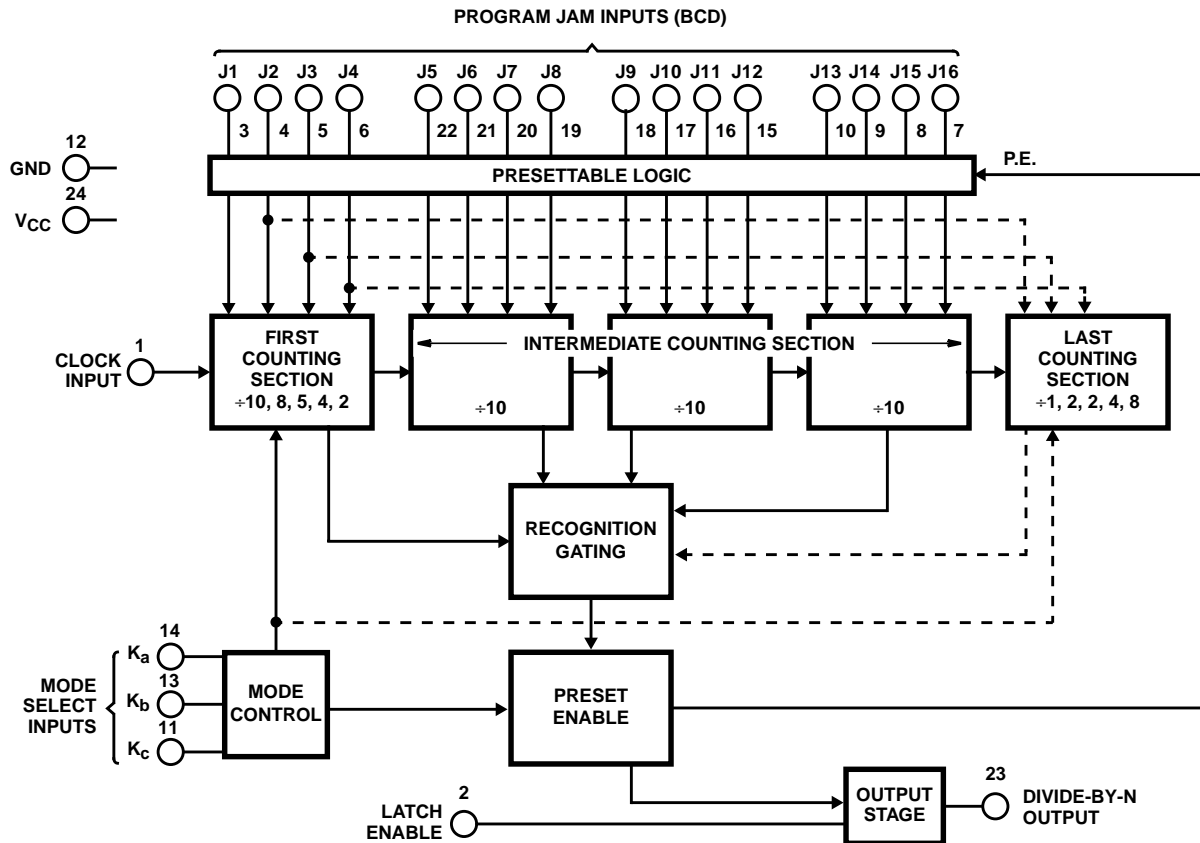 PROGRAM JAM INPUTS (BCD)
J1 J2 J3 J4 J5 J6 J7 J8 J9 J10 J11 J12 J13 J14 J15 J16
3 4 5 6 22 21 20 19 18 17 16 15 10 9 8 7
12
GND
24
VCC
PRESETTABLE LOGIC
P.E.
1
CLOCK
INPUT
FIRST
COUNTING
SECTION
÷10, 8, 5, 4, 2
INTERMEDIATE COUNTING SECTION
÷10 ÷10 ÷10
LAST
COUNTING
SECTION
÷1, 2, 2, 4, 8
RECOGNITION
GATING
MODE
SELECT
INPUTS
14
Ka
13
Kb
11
Kc
MODE
CONTROL
PRESET
ENABLE
2
LATCH
ENABLE
OUTPUT
STAGE
23
DIVIDE-BY-N
OUTPUT